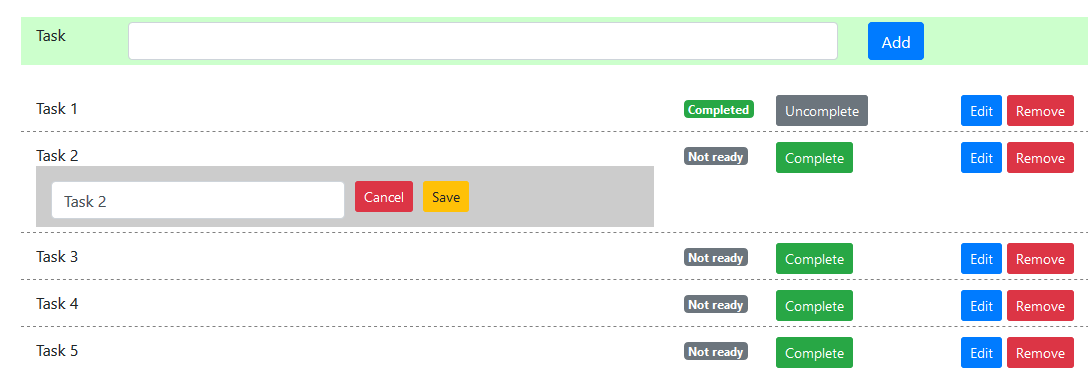 Task Add
Task 1 Completed Uncomplete Edit Remove
Task 2 Not ready Complete Edit Remove
Task 2 Cancel Save
Task 3 Not ready Complete Edit Remove
Task 4 Not ready Complete Edit Remove
Task 5 Not ready Complete Edit Remove